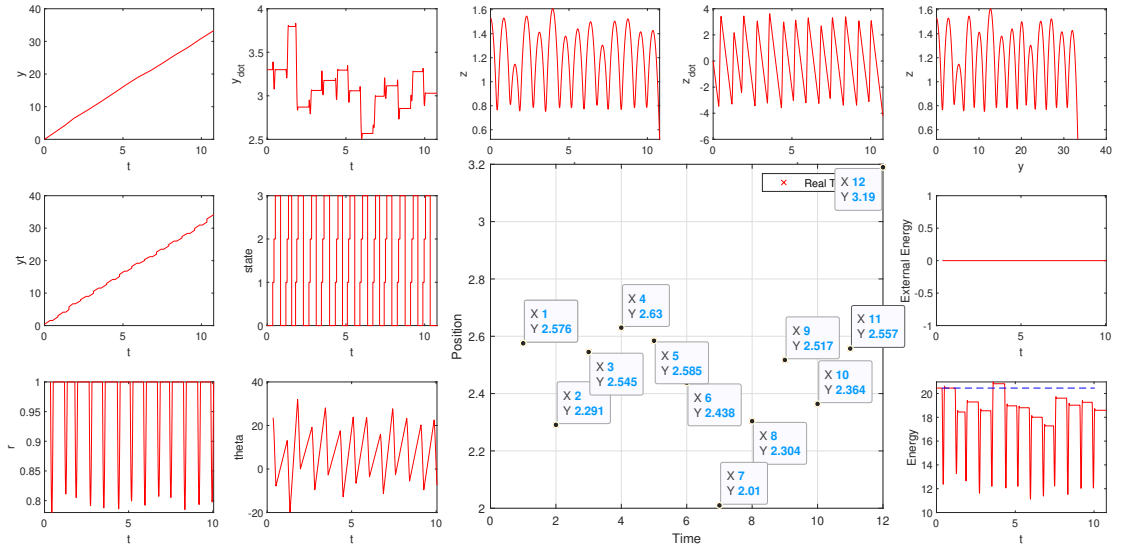 40
20
0
y
0
5
10
t
4
3.5
3
2.5
y_dot
0
5
10
t
1.6
1.4
1.2
1
0.8
0.6
z
0
5
10
4
2
0
-2
-4
-6
z_dot
0
5
10
1.6
1.4
1.2
1
0.8
0.6
z
0
10
20
30
40
y
40
20
0
yt
0
5
10
t
3
2
1
0
state
0
5
10
t
3.2
3
2.8
2.6
2.4
2.2
2
Position
0
2
4
6
8
10
12
Time
Real T
X 1
Y 2.576
X 2
Y 2.291
X 3
Y 2.545
X 4
Y 2.63
X 5
Y 2.585
X 6
Y 2.438
X 7
Y 2.01
X 8
Y 2.304
X 9
Y 2.517
X 10
Y 2.364
X 11
Y 2.557
X 12
Y 3.19
1
0.5
0
-0.5
-1
External Energy
0
5
10
t
1
0.95
0.9
0.85
0.8
r
0
5
10
t
40
20
0
-20
theta
0
5
10
t
20
18
16
14
12
10
Energy
0
5
10
t